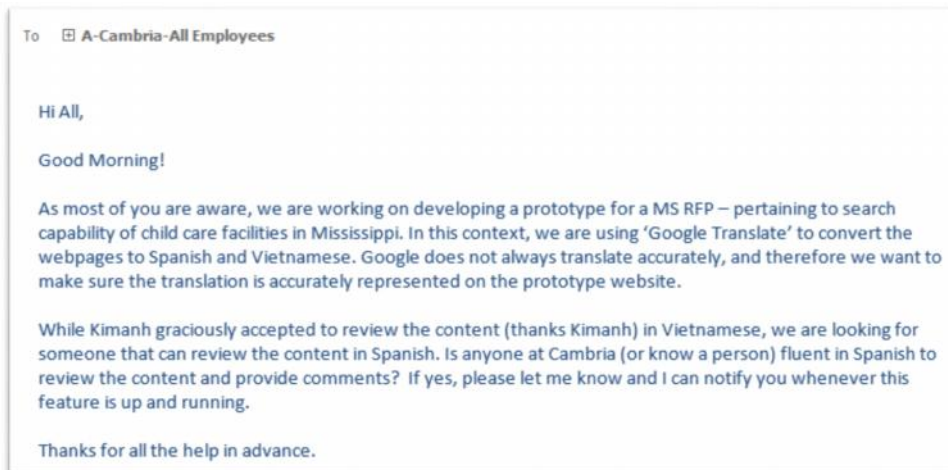 To A-Cambria-All Employees
Hi All,
Good Morning!
As most of you are aware, we are working on developing a prototype for a MS RFP – pertaining to search
capability of child care facilities in Mississippi. In this context, we are using ‘Google Translate’ to convert the
webpages to Spanish and Vietnamese. Google does not always translate accurately, and therefore we want to
make sure the translation is accurately represented on the prototype website.
While Kimanh graciously accepted to review the content (thanks Kimanh) in Vietnamese, we are looking for
someone that can review the content in Spanish. Is anyone at Cambria (or know a person) fluent in Spanish to
review the content and provide comments? If yes, please let me know and I can notify you whenever this
feature is up and running.
Thanks for all the help in advance.